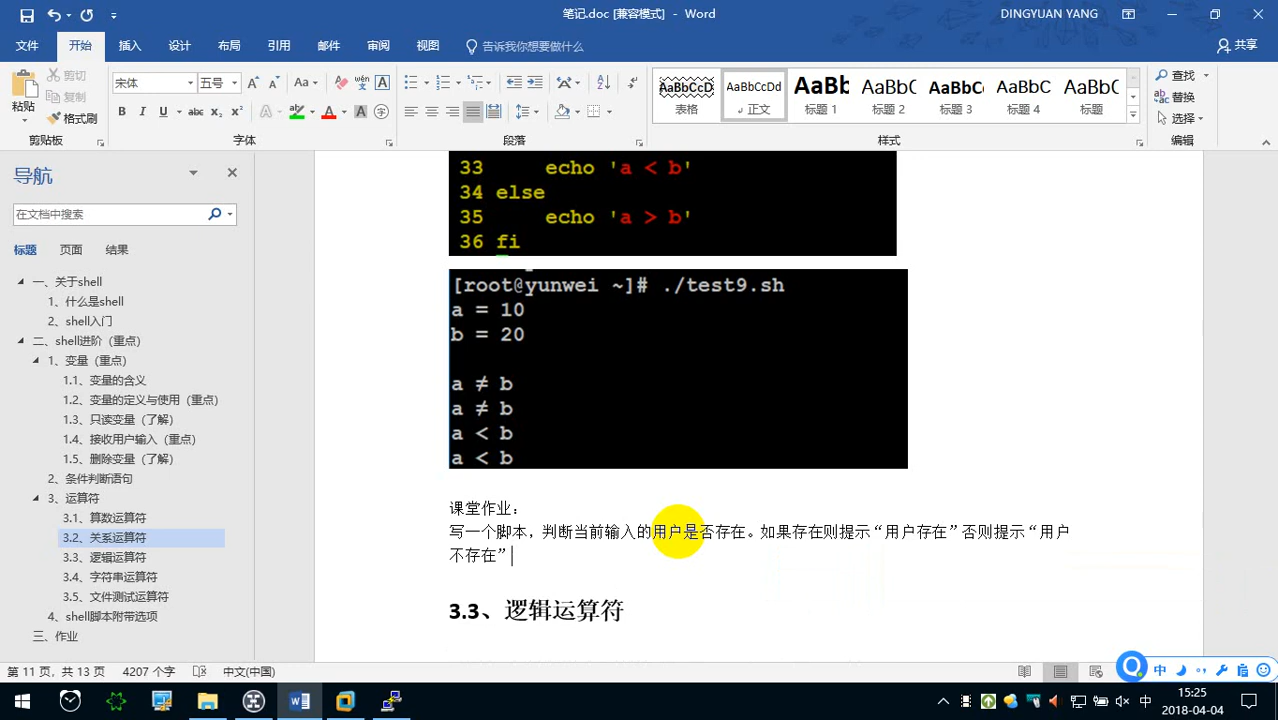 笔记.doc [兼容模式] - Word
DINGYUAN YANG
文件 开始 插入 设计 布局 引用 邮件 审阅 视图 告诉我你想要做什么 共享
粘贴 剪切
复制
格式刷
剪贴板
宋体 五号
字体
段落
AaBbCcD AaBbCcDd AaBb AaBbC AaBbCc AaBbC AaBbC
表格 正文 标题 1 标题 2 标题 3 标题 4 标题
样式
查找
替换
选择
编辑
导航
在文档中搜索
标题 页面 结果
一、关于shell
1、什么是shell
2、shell入门
二、shell进阶（重点）
1、变量（重点）
1.1、变量的含义
1.2、变量的定义与使用（重点）
1.3、只读变量（了解）
1.4、接收用户输入（重点）
1.5、删除变量（了解）
2、条件判断语句
3、运算符
3.1、算数运算符
3.2、关系运算符
3.3、逻辑运算符
3.4、字符串运算符
3.5、文件测试运算符
4、shell脚本附带选项
三、作业
33 echo 'a < b'
34 else
35 echo 'a > b'
36 fi
[root@yunwei ~]# ./test9.sh
a = 10
b = 20
a ≠ b
a ≠ b
a < b
a < b
课堂作业：
写一个脚本，判断当前输入的用户是否存在。如果存在则提示“用户存在”否则提示“用户
不存在”
3.3、逻辑运算符
第 11 页，共 13 页 4207 个字 中文(中国)
中
中 15:25
2018-04-04